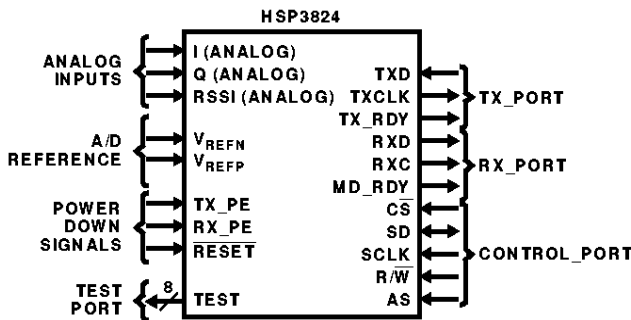 HSP3824
ANALOG
INPUTS
I (ANALOG)
Q (ANALOG)
RSSI (ANALOG)
A/D
REFERENCE
VREFN
VREFP
POWER
DOWN
SIGNALS
TX_PE
RX_PE
RESET
TEST
PORT
8
TEST
TXD
TXCLK
TX_RDY
TX_PORT
RXD
RXC
MD_RDY
RX_PORT
CS
SD
SCLK
R/W
AS
CONTROL_PORT